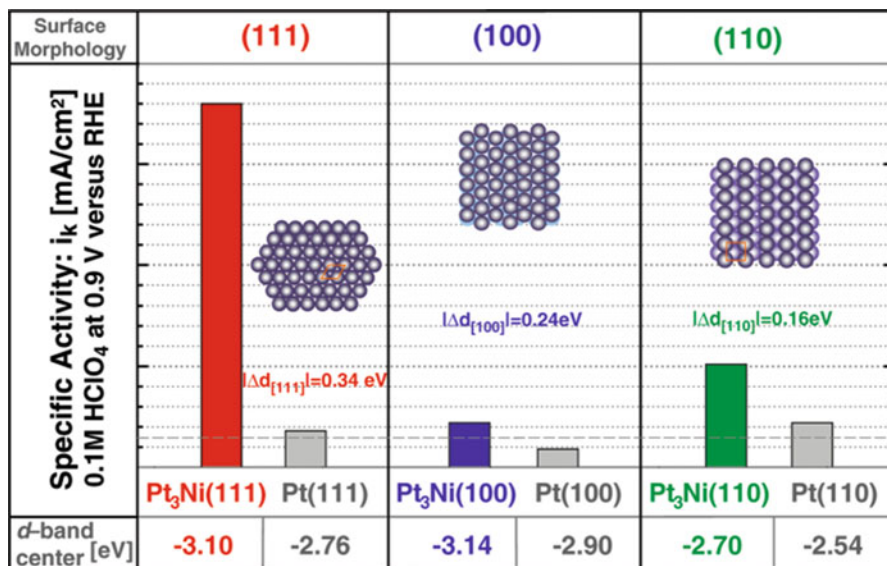 Surface
Morphology
(111)
(100)
(110)
Specific Activity: iₖ [mA/cm²]
0.1M HClO₄ at 0.9 V versus RHE
|Δd[111]|=0.34 eV
|Δd[100]|=0.24eV
|Δd[110]|=0.16eV
Pt₃Ni(111) Pt(111) Pt₃Ni(100) Pt(100) Pt₃Ni(110) Pt(110)
d–band
center [eV]
-3.10 -2.76 -3.14 -2.90 -2.70 -2.54